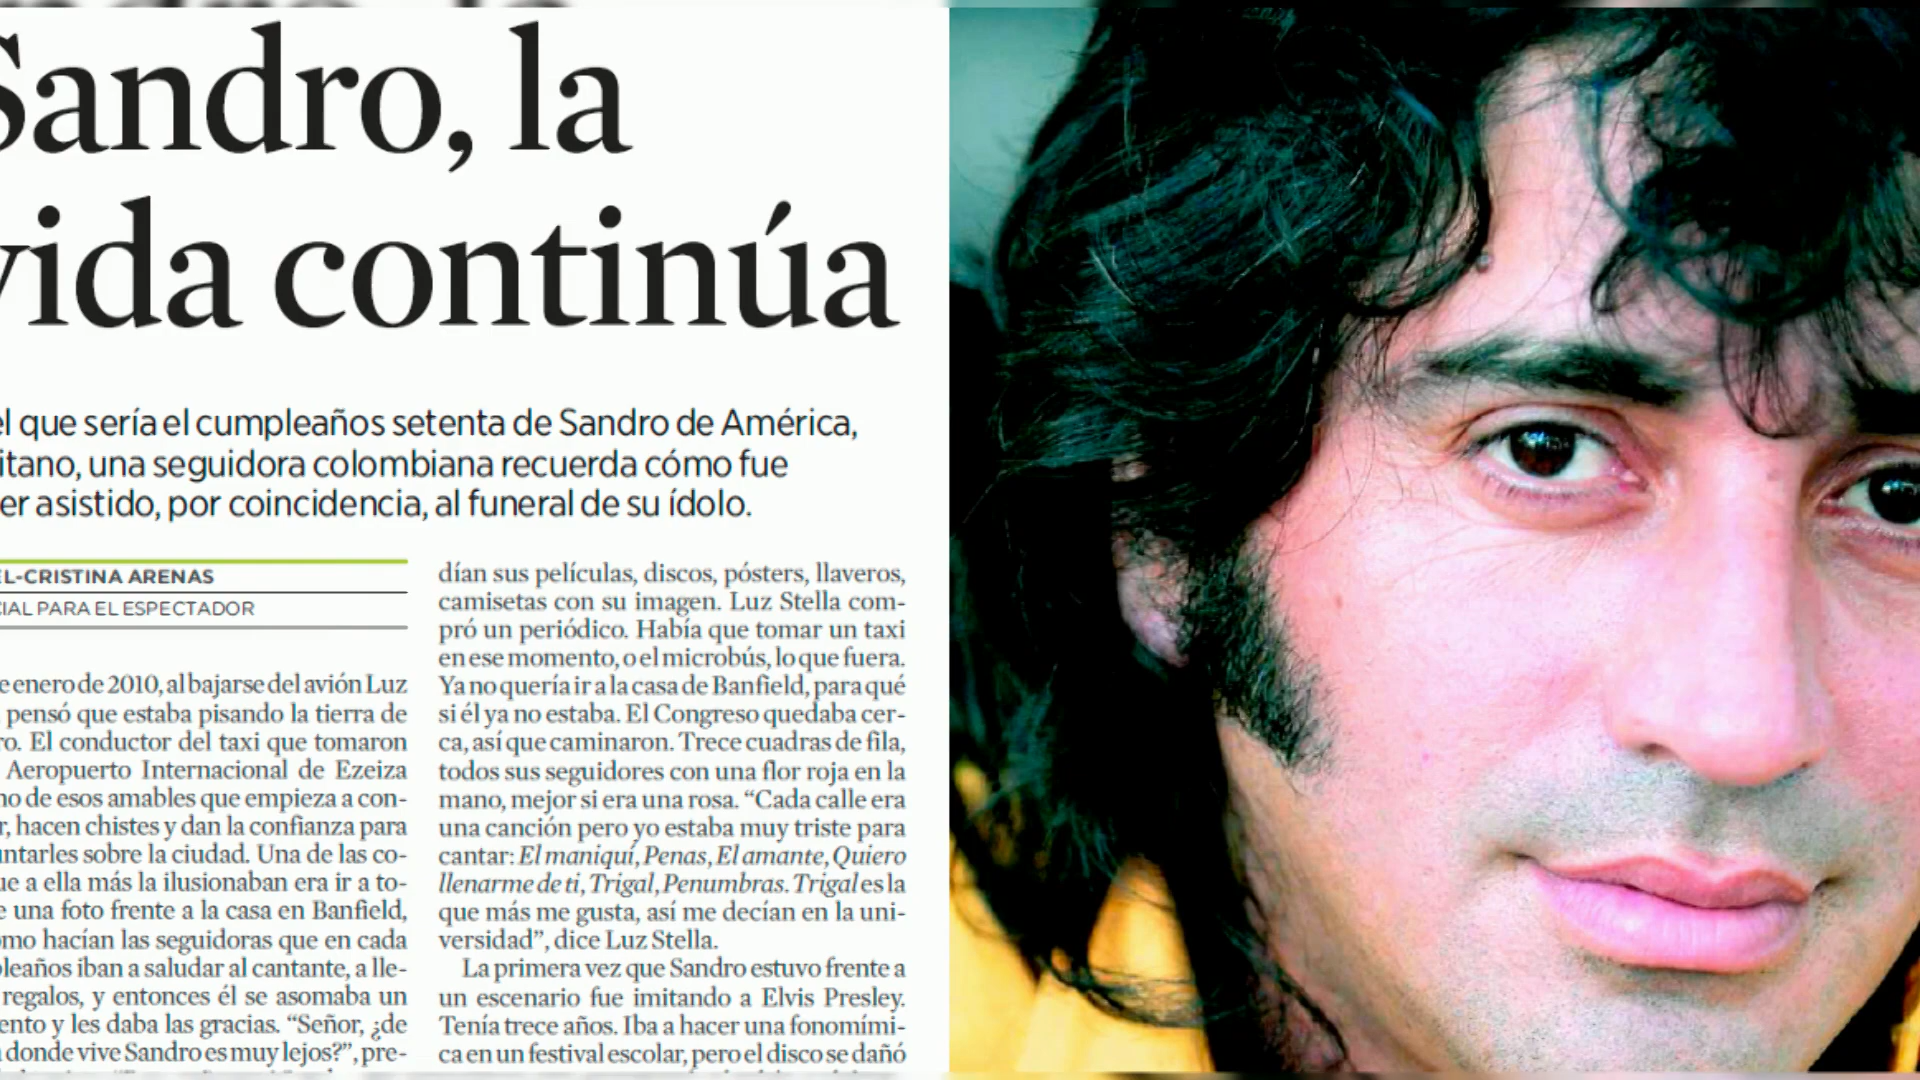 Sandro, la
vida continúa
el que sería el cumpleaños setenta de Sandro de América,
itano, una seguidora colombiana recuerda cómo fue
er asistido, por coincidencia, al funeral de su ídolo.
EL-CRISTINA ARENAS
CIAL PARA EL ESPECTADOR
e enero de 2010, al bajarse del avión Luz
pensó que estaba pisando la tierra de
ro. El conductor del taxi que tomaron
Aeropuerto Internacional de Ezeiza
no de esos amables que empieza a con-
r, hacen chistes y dan la confianza para
untarles sobre la ciudad. Una de las co-
ue a ella más la ilusionaban era ir a to-
e una foto frente a la casa en Banfield,
omo hacían las seguidoras que en cada
pleaños iban a saludar al cantante, a lle-
regalos, y entonces él se asomaba un
ento y les daba las gracias. “Señor, ¿de
donde vive Sandro es muy lejos?”, pre-
dían sus películas, discos, pósters, llaveros,
camisetas con su imagen. Luz Stella com-
pró un periódico. Había que tomar un taxi
en ese momento, o el microbús, lo que fuera.
Ya no quería ir a la casa de Banfield, para qué
si él ya no estaba. El Congreso quedaba cer-
ca, así que caminaron. Trece cuadras de fila,
todos sus seguidores con una flor roja en la
mano, mejor si era una rosa. “Cada calle era
una canción pero yo estaba muy triste para
cantar: El maniquí, Penas, El amante, Quiero
llenarme de ti, Trigal, Penumbras. Trigal es la
que más me gusta, así me decían en la uni-
versidad”, dice Luz Stella.
La primera vez que Sandro estuvo frente a
un escenario fue imitando a Elvis Presley.
Tenía trece años. Iba a hacer una fonomími-
ca en un festival escolar, pero el disco se dañó